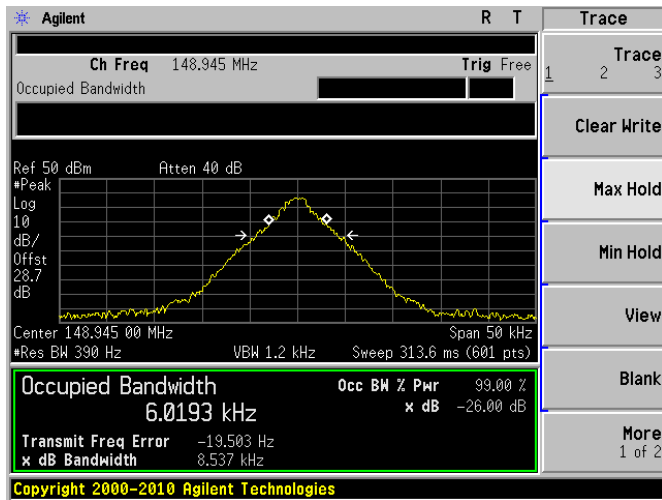 Agilent R T Trace
Ch Freq 148.945 MHz Trig Free
Occupied Bandwidth
Trace
1 2 3
Clear Write
Max Hold
Min Hold
View
Blank
More
1 of 2
Ref 50 dBm Atten 40 dB
#Peak
Log
10
dB/
Offst
28.7
dB
Center 148.945 00 MHz Span 50 kHz
#Res BW 390 Hz VBW 1.2 kHz Sweep 313.6 ms (601 pts)
Occupied Bandwidth Occ BW % Pwr 99.00 %
6.0193 kHz x dB -26.00 dB
Transmit Freq Error -19.503 Hz
x dB Bandwidth 8.537 kHz
Copyright 2000-2010 Agilent Technologies